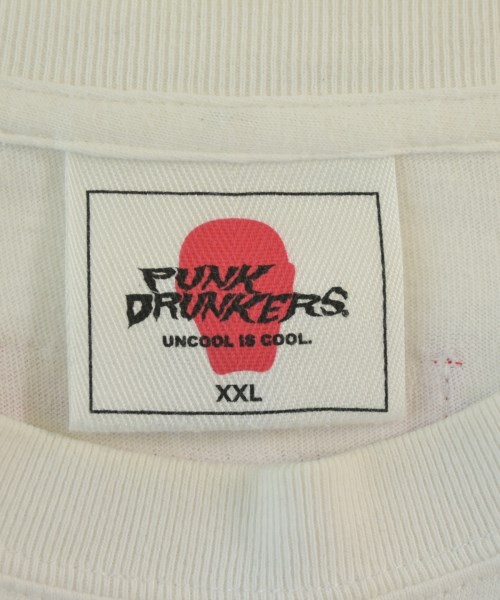 PUNK
DRUNKERS.
UNCOOL IS COOL.
XXL